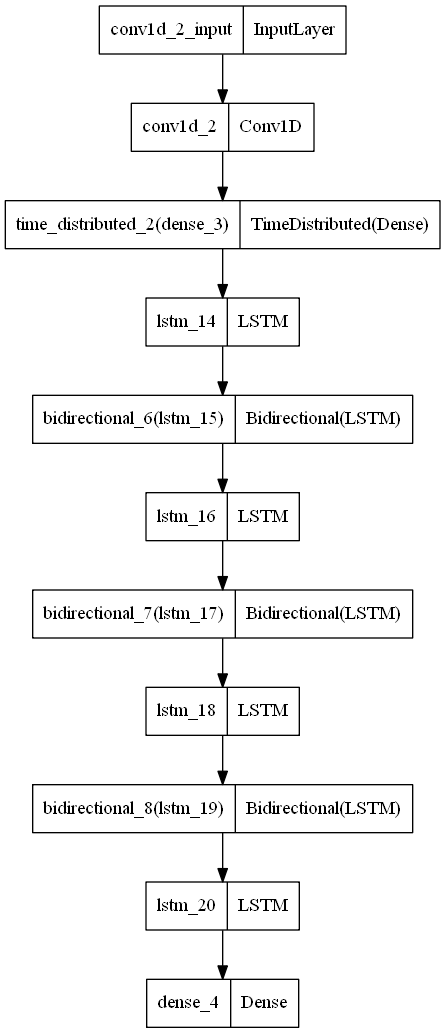 conv1d_2_input InputLayer
conv1d_2 Conv1D
time_distributed_2(dense_3) TimeDistributed(Dense)
lstm_14 LSTM
bidirectional_6(lstm_15) Bidirectional(LSTM)
lstm_16 LSTM
bidirectional_7(lstm_17) Bidirectional(LSTM)
lstm_18 LSTM
bidirectional_8(lstm_19) Bidirectional(LSTM)
lstm_20 LSTM
dense_4 Dense